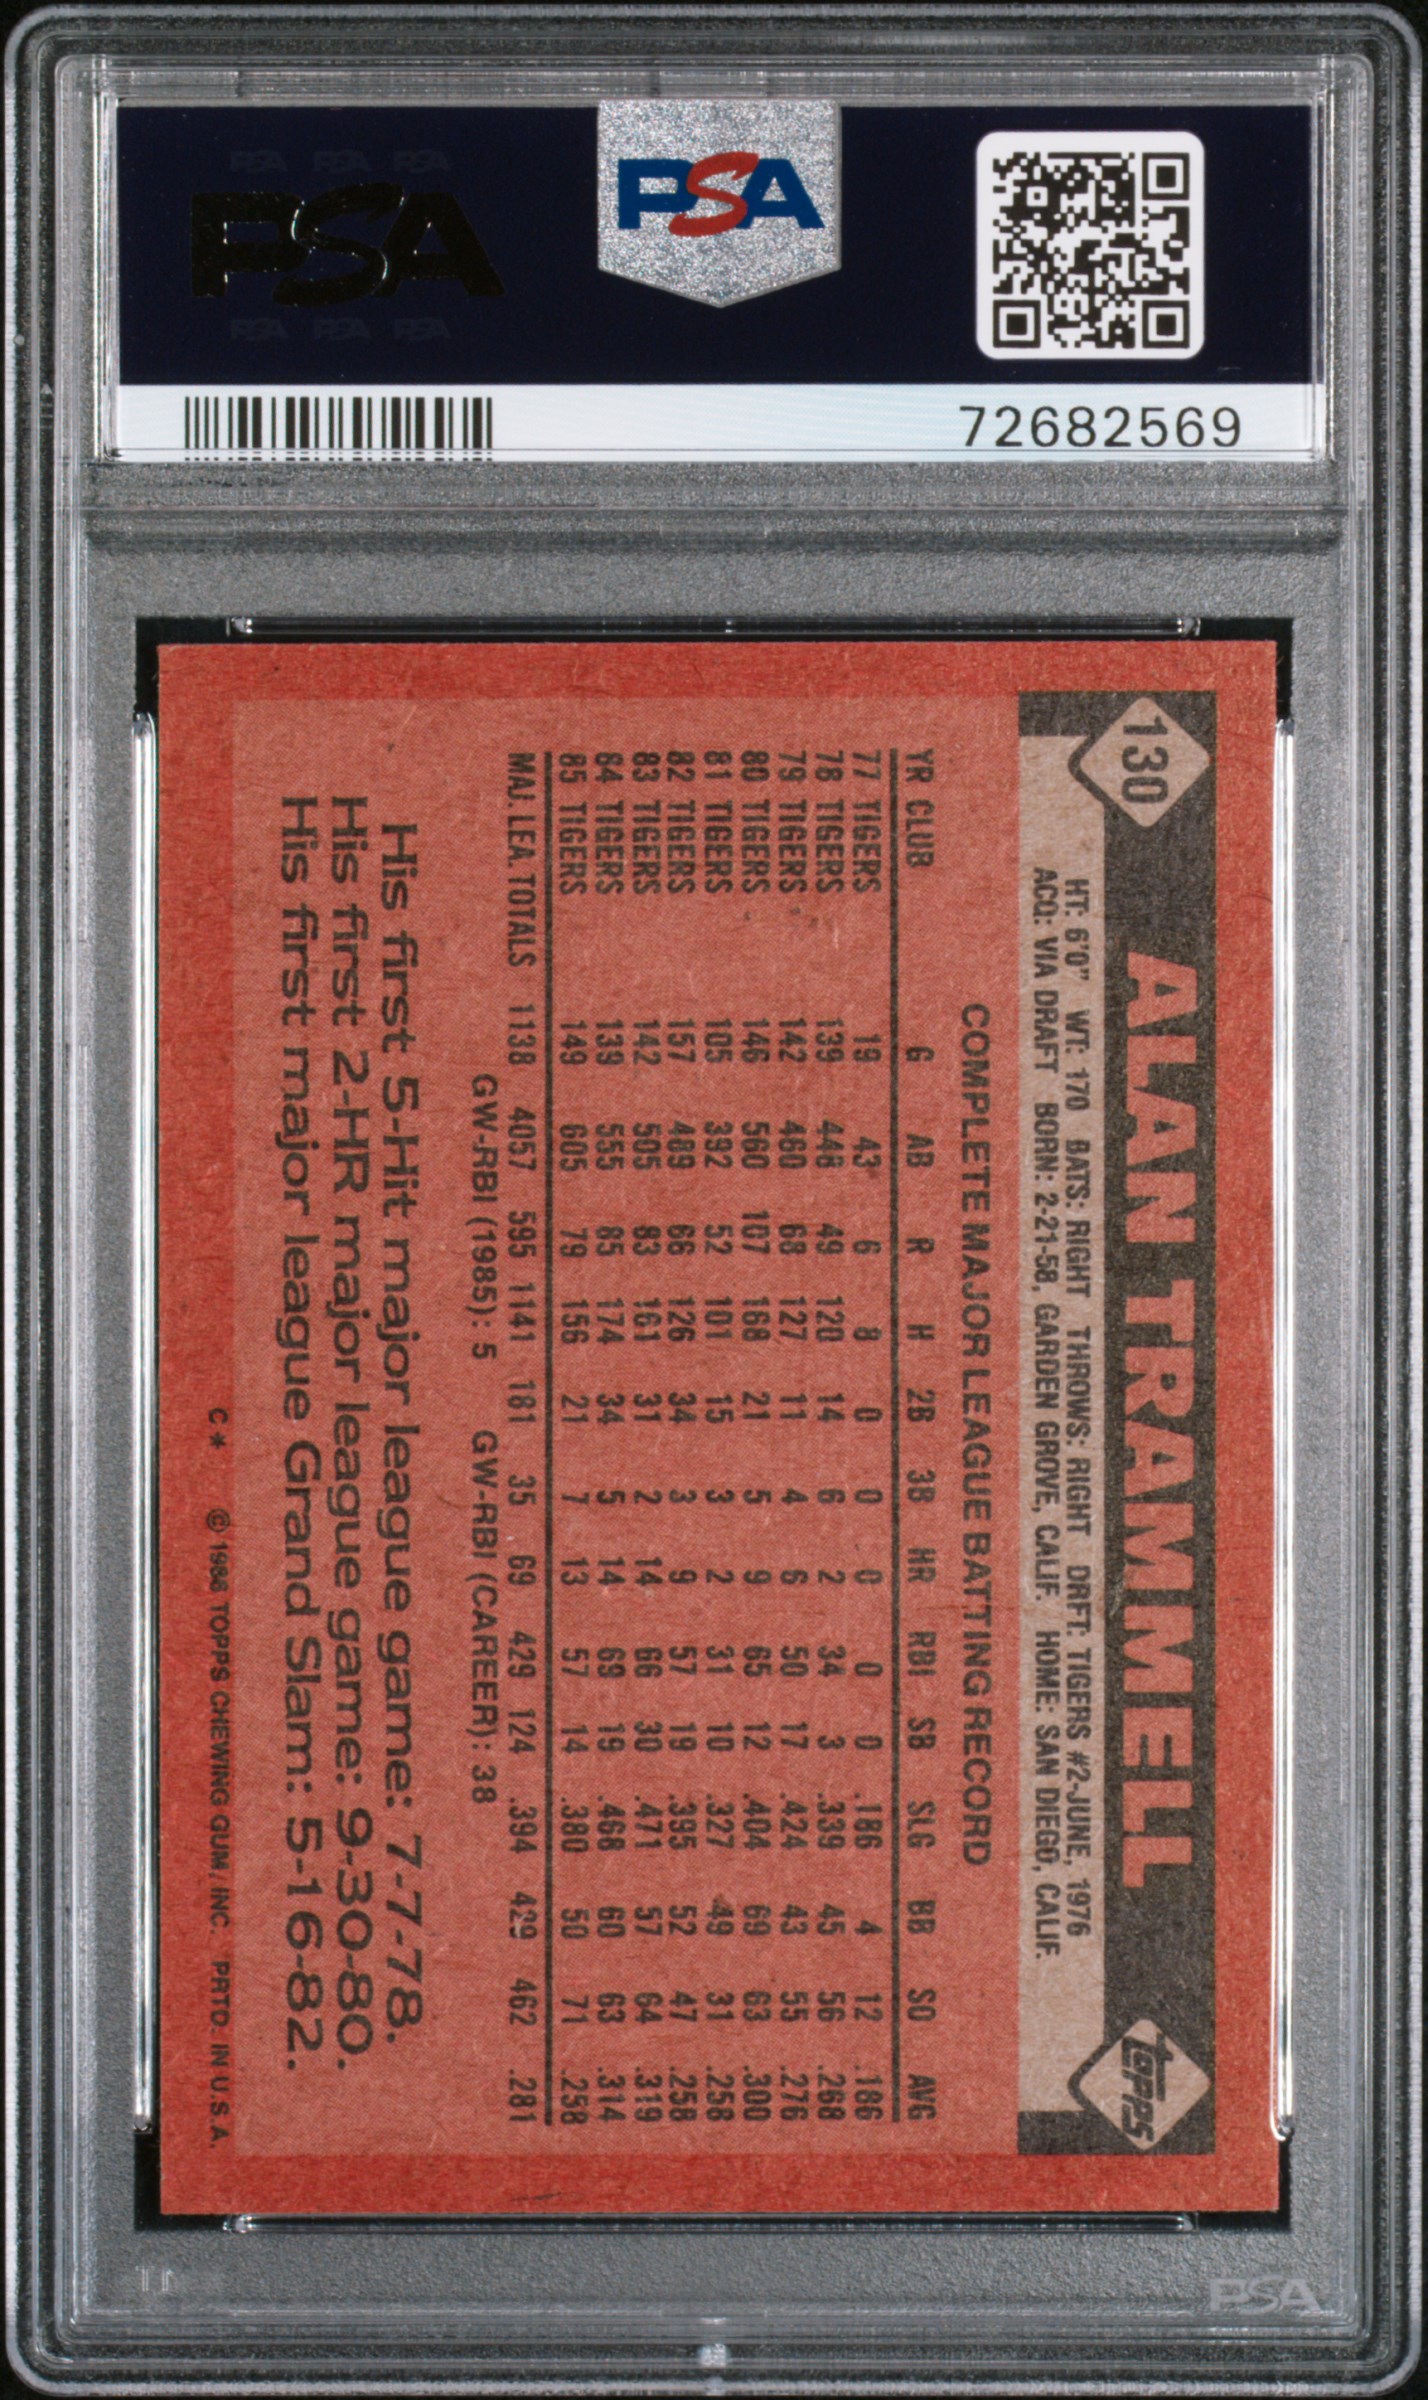 PSA PSA PSA
PSA
PSA PSA PSA
PSA
72682569
130
ALAN TRAMMELL
topps
HT: 6'0" WT: 170 BATS: RIGHT THROWS: RIGHT DRFT: TIGERS #2-JUNE, 1976
ACQ: VIA DRAFT BORN: 2-21-58, GARDEN GROVE, CALIF. HOME: SAN DIEGO, CALIF.
COMPLETE MAJOR LEAGUE BATTING RECORD
YR CLUB G AB R H 2B 3B HR RBI SB SLG BB SO AVG
77 TIGERS 19 43 6 8 0 0 0 0 0 .186 4 12 .186
78 TIGERS 139 448 49 120 14 6 2 34 3 .339 45 56 .268
79 TIGERS 142 460 68 127 11 4 6 50 17 .424 43 55 .276
80 TIGERS 146 560 107 168 21 5 9 65 12 .404 69 63 .300
81 TIGERS 105 392 52 101 15 3 2 31 10 .327 49 31 .258
82 TIGERS 157 489 66 126 34 3 9 57 19 .395 52 47 .258
83 TIGERS 142 505 83 161 31 2 14 66 30 .471 57 64 .319
84 TIGERS 139 555 85 174 34 5 14 69 19 .468 60 63 .314
85 TIGERS 149 605 79 156 21 7 13 57 14 .380 50 71 .258
MAJ. LEA. TOTALS 1138 4057 595 1141 181 35 69 429 124 .394 429 462 .281
GW-RBI (1985): 5 GW-RBI (CAREER): 38
His first 5-Hit major league game: 7-7-78.
His first 2-HR major league game: 9-30-80.
His first major league Grand Slam: 5-16-82.
C* © 1986 TOPPS CHEWING GUM, INC. PRTD. IN U.S.A.
PSA